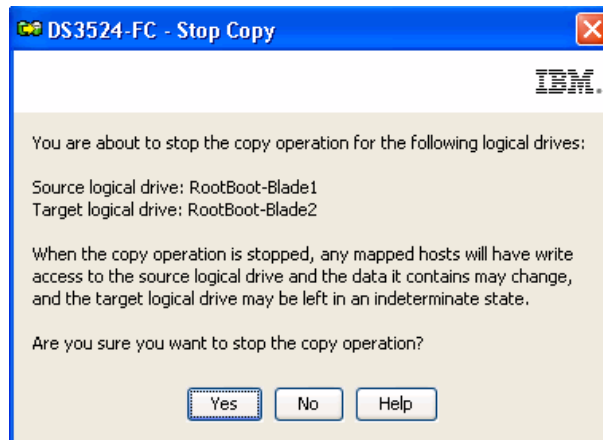 DS3524-FC - Stop Copy
IBM.
You are about to stop the copy operation for the following logical drives:
Source logical drive: RootBoot-Blade1
Target logical drive: RootBoot-Blade2
When the copy operation is stopped, any mapped hosts will have write
access to the source logical drive and the data it contains may change,
and the target logical drive may be left in an indeterminate state.
Are you sure you want to stop the copy operation?
Yes No Help